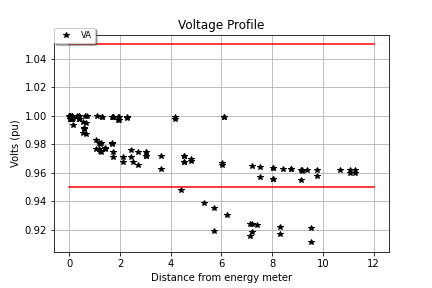 Voltage Profile
VA
1.04
1.02
1.00
0.98
0.96
0.94
0.92
Volts (pu)
0 2 4 6 8 10 12
Distance from energy meter